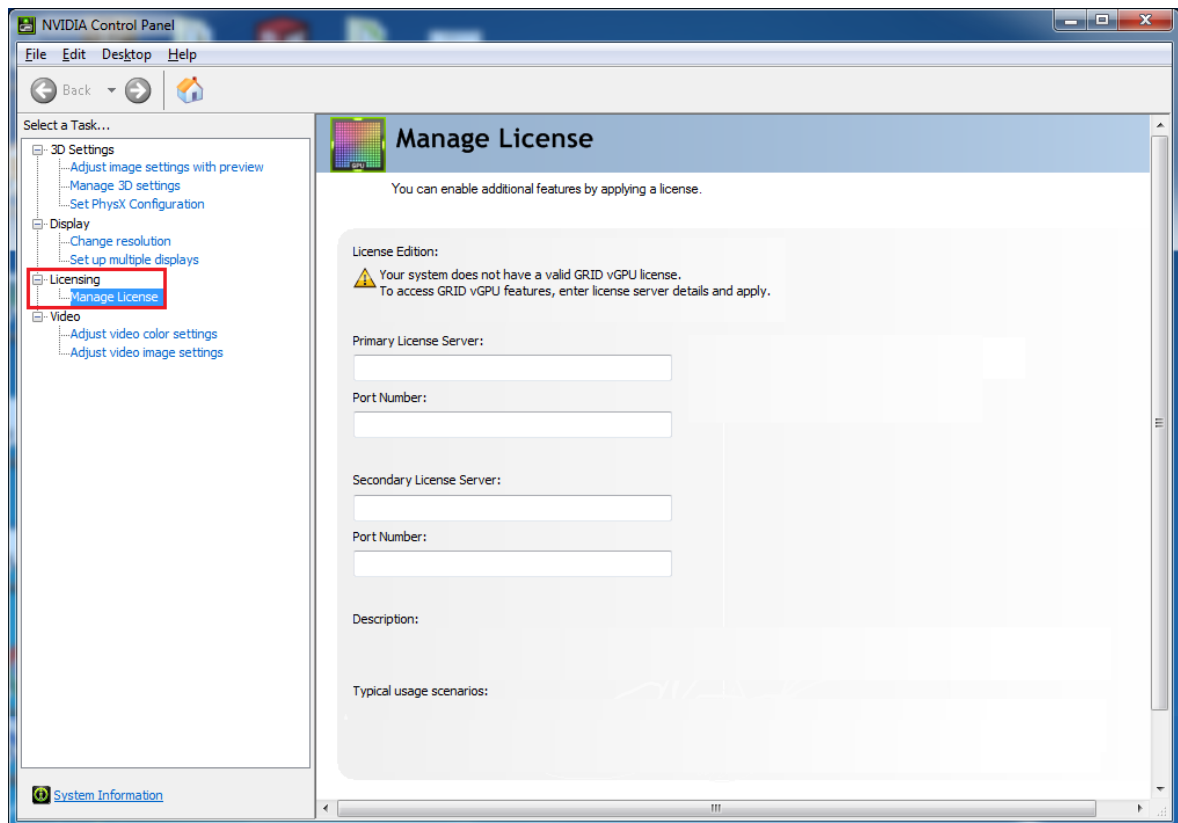 NVIDIA Control Panel
File Edit Desktop Help
Back
Select a Task...
3D Settings
Adjust image settings with preview
Manage 3D settings
Set PhysX Configuration
Display
Change resolution
Set up multiple displays
Licensing
Manage License
Video
Adjust video color settings
Adjust video image settings
System Information
GPU
Manage License
You can enable additional features by applying a license.
License Edition:
Your system does not have a valid GRID vGPU license.
To access GRID vGPU features, enter license server details and apply.
Primary License Server:
Port Number:
Secondary License Server:
Port Number:
Description:
Typical usage scenarios: